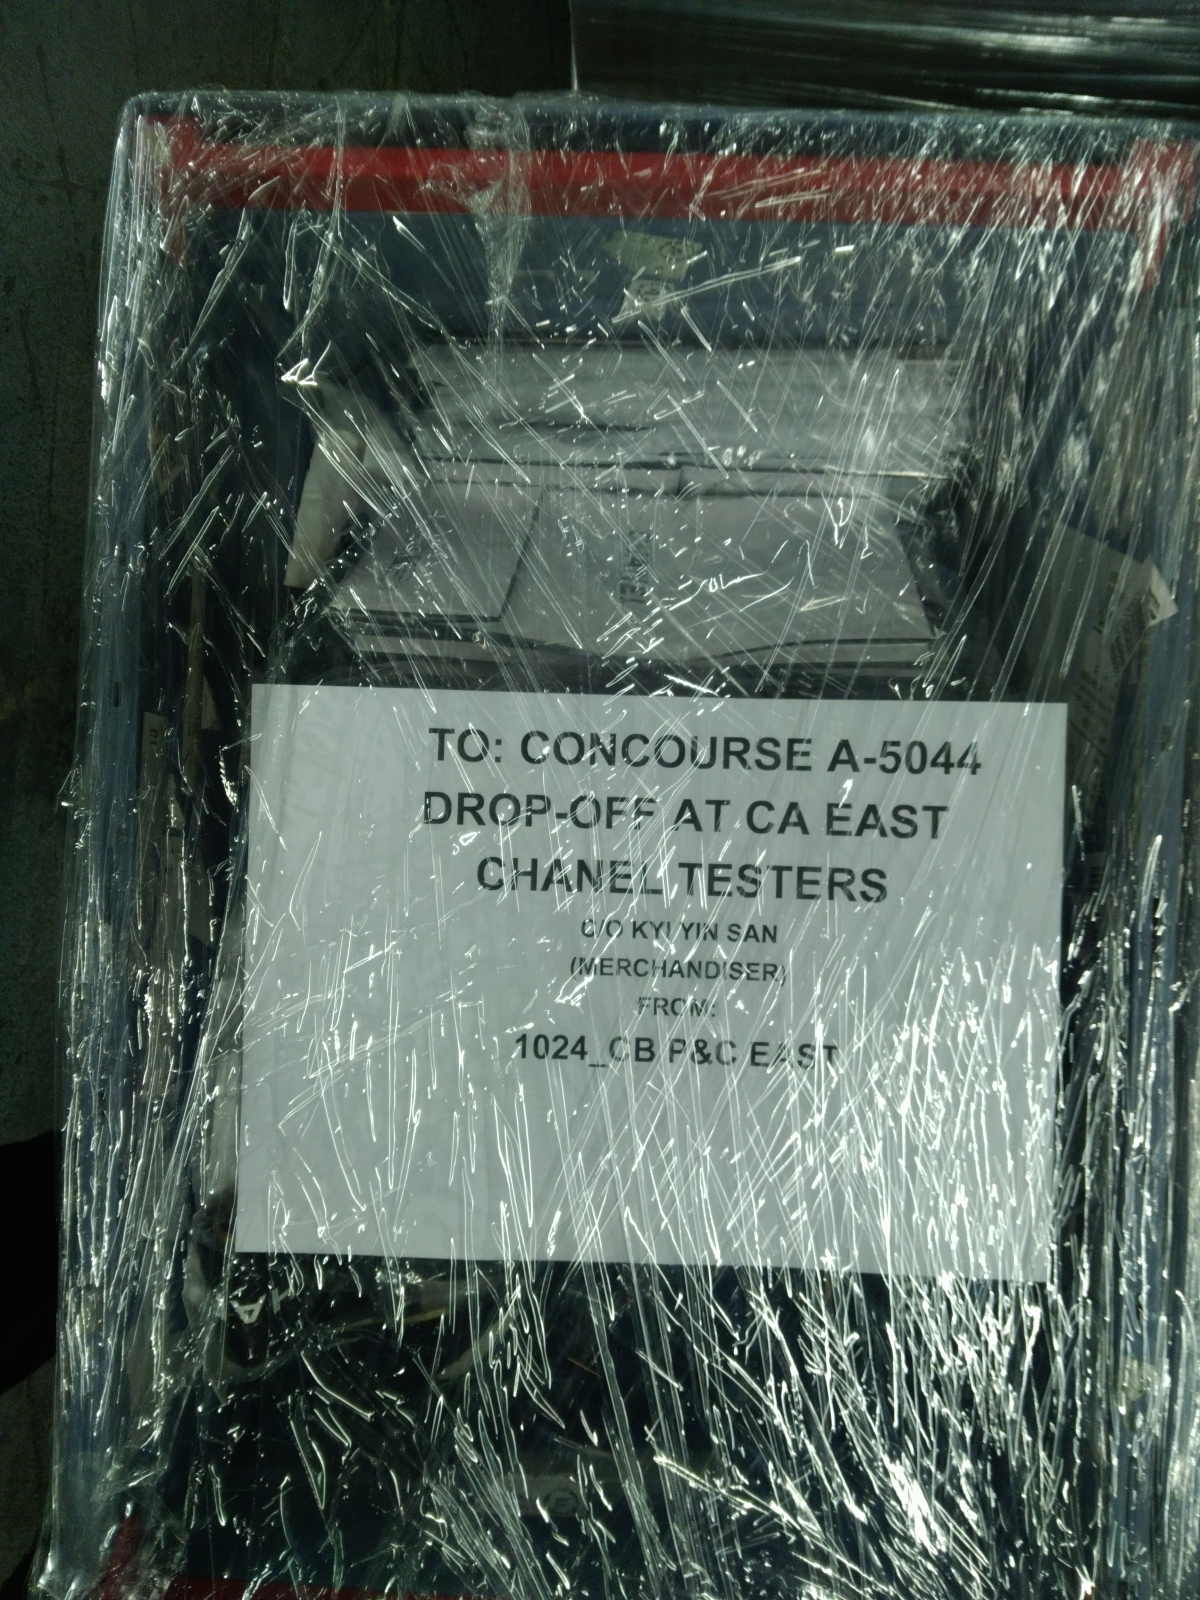 TO: CONCOURSE A-5044
DROP-OFF AT CA EAST
CHANEL TESTERS
C/O KYI YIN SAN
(MERCHANDISER)
FROM:
1024_CB P&C EAST